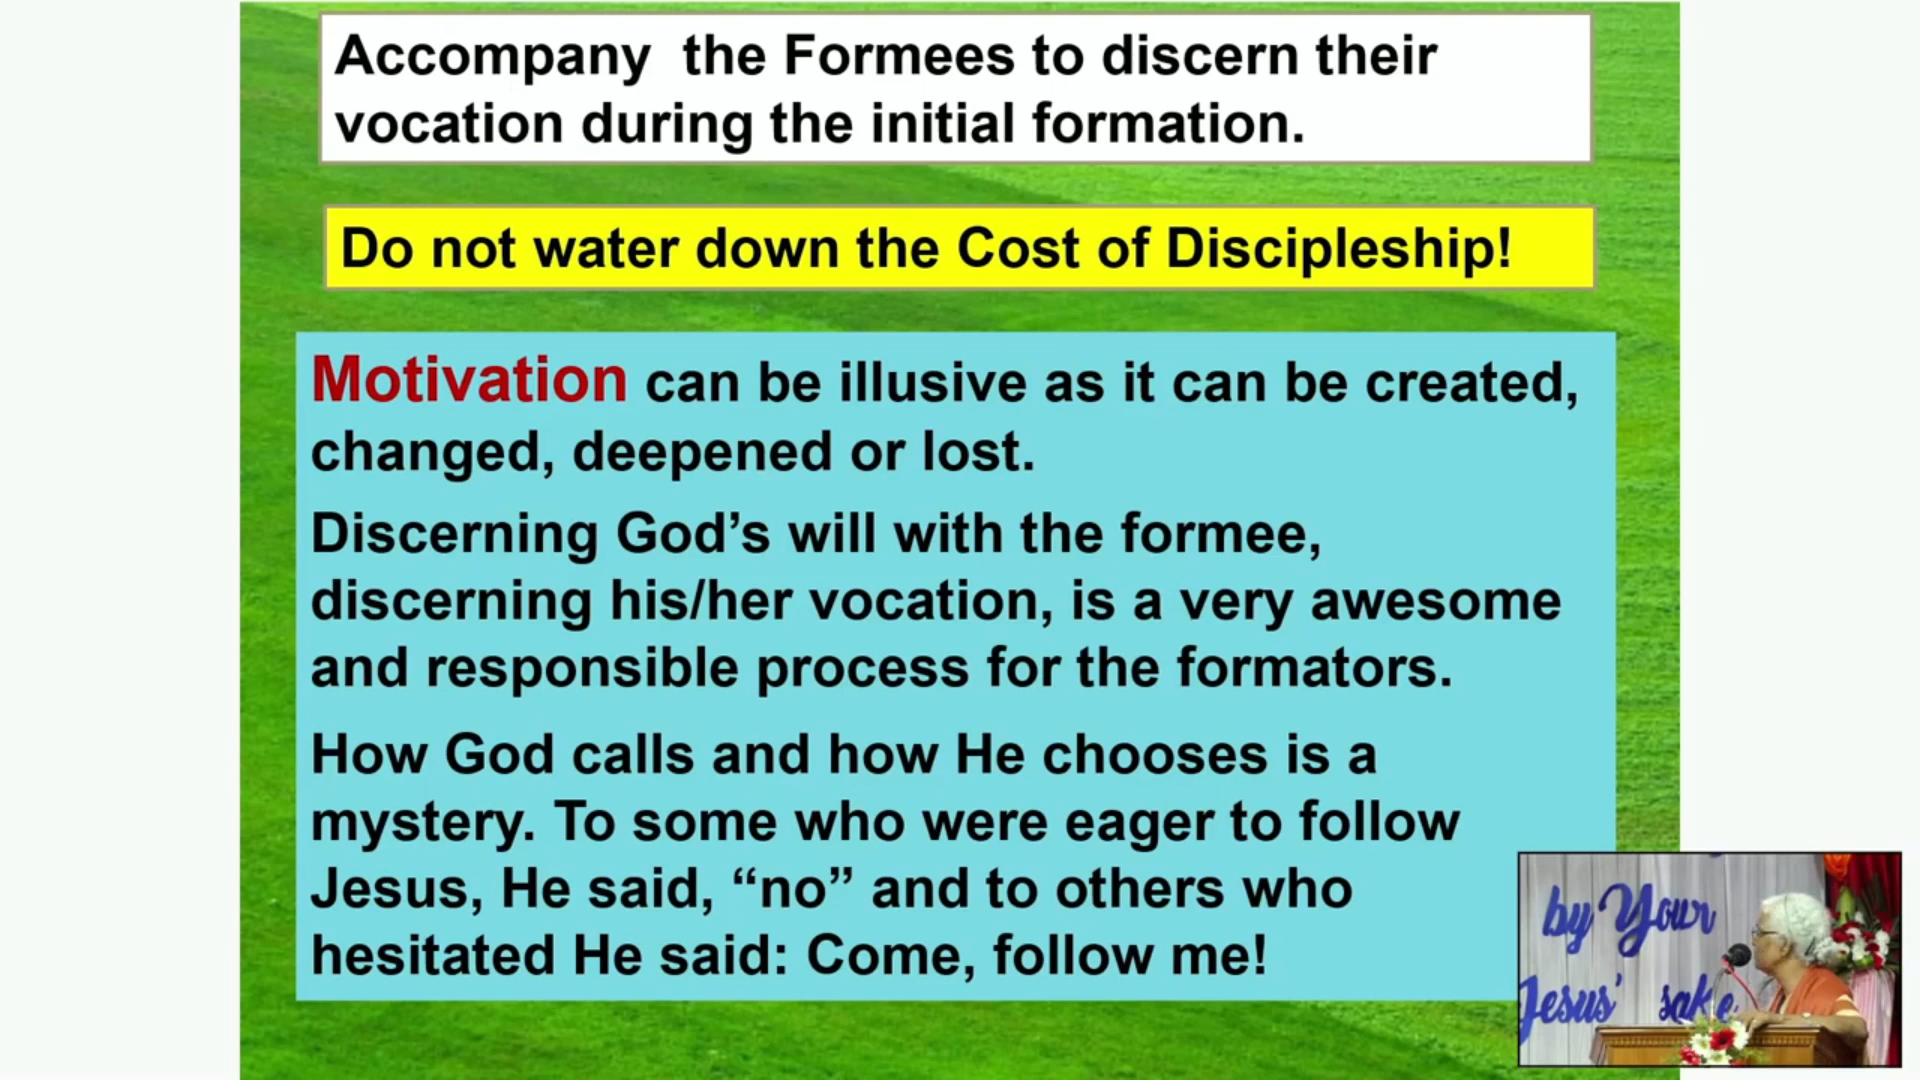 Accompany  the Formees to discern their
vocation during the initial formation.
Do not water down the Cost of Discipleship!
Motivation can be illusive as it can be created,
changed, deepened or lost.
Discerning God’s will with the formee,
discerning his/her vocation, is a very awesome
and responsible process for the formators.
How God calls and how He chooses is a
mystery. To some who were eager to follow
Jesus, He said, “no” and to others who
hesitated He said: Come, follow me!
by Your
Jesus' sake